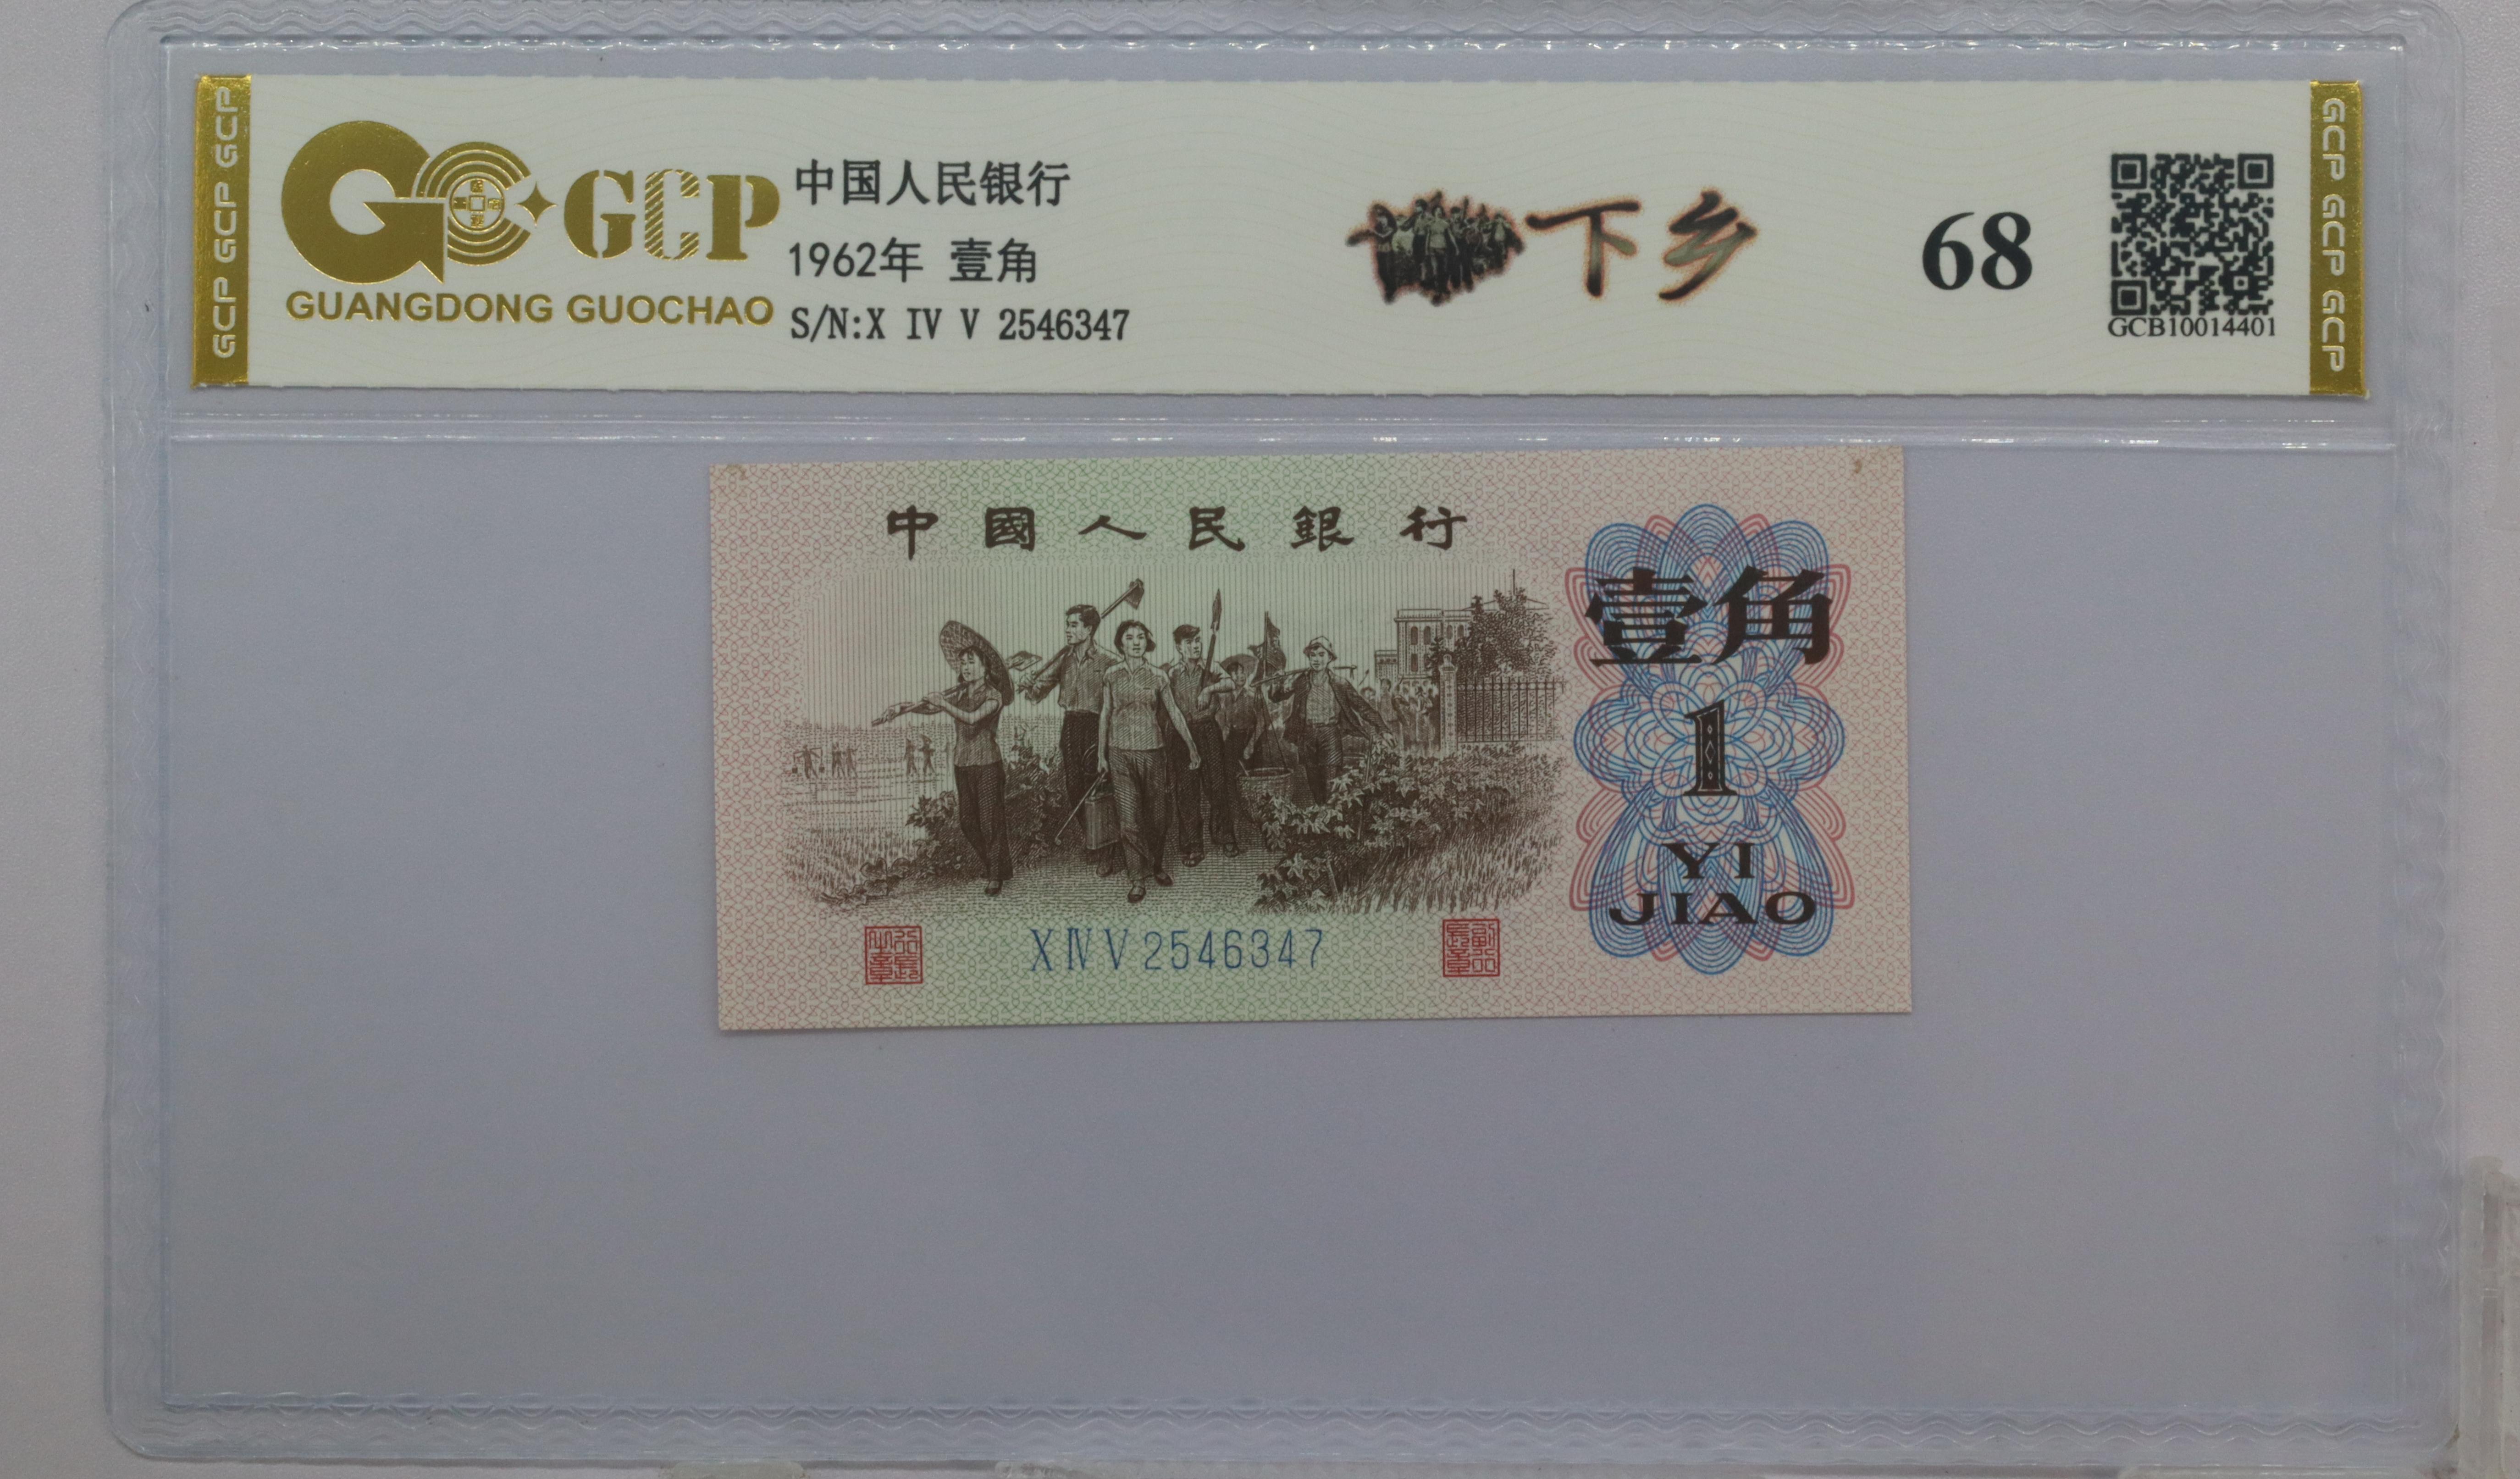 GCP GCP GCP GCP
GCP
GUANGDONG GUOCHAO
中国人民银行
1962年 壹角
S/N:X IV V 2546347
下乡
68
GCB10014401
GCP GCP GCP GCP
中國人民銀行
壹角
1
YI
JIAO
X IV V 2546347